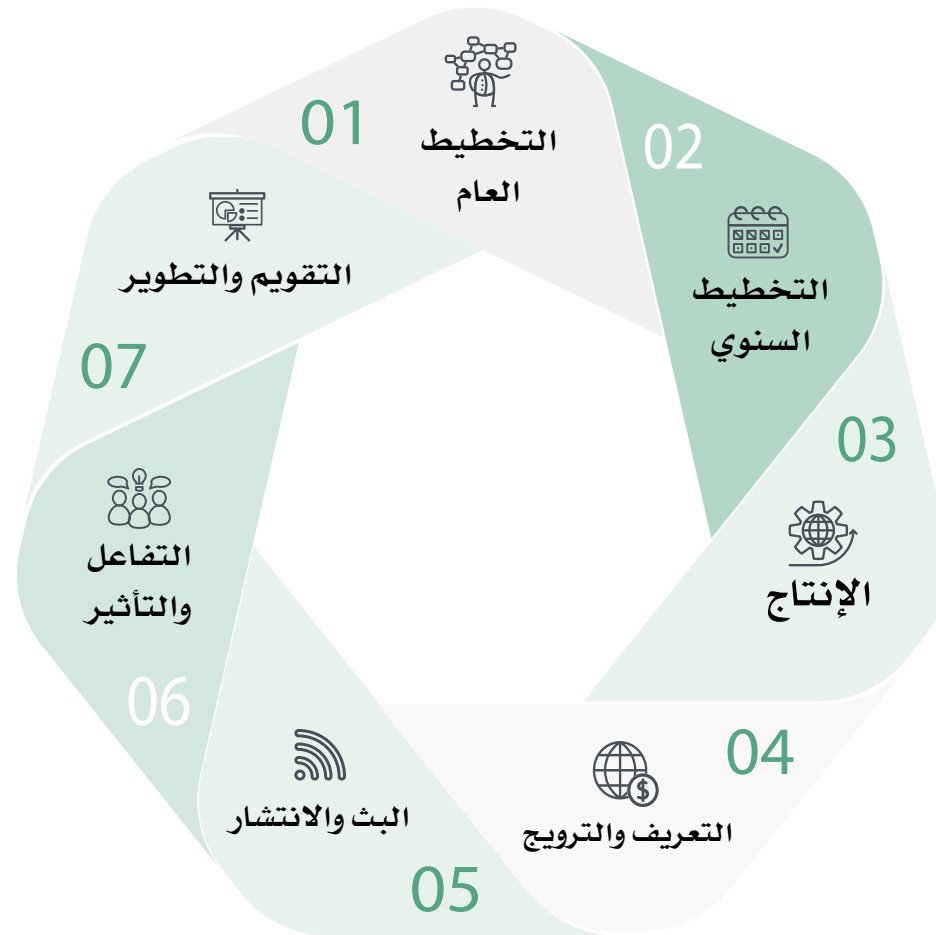 01
التخطيط
العام
02
التخطيط
السنوي
03
الإنتاج
04
التعريف والترويج
05
البث والانتشار
06
التفاعل
والتأثير
07
التقويم والتطوير
$